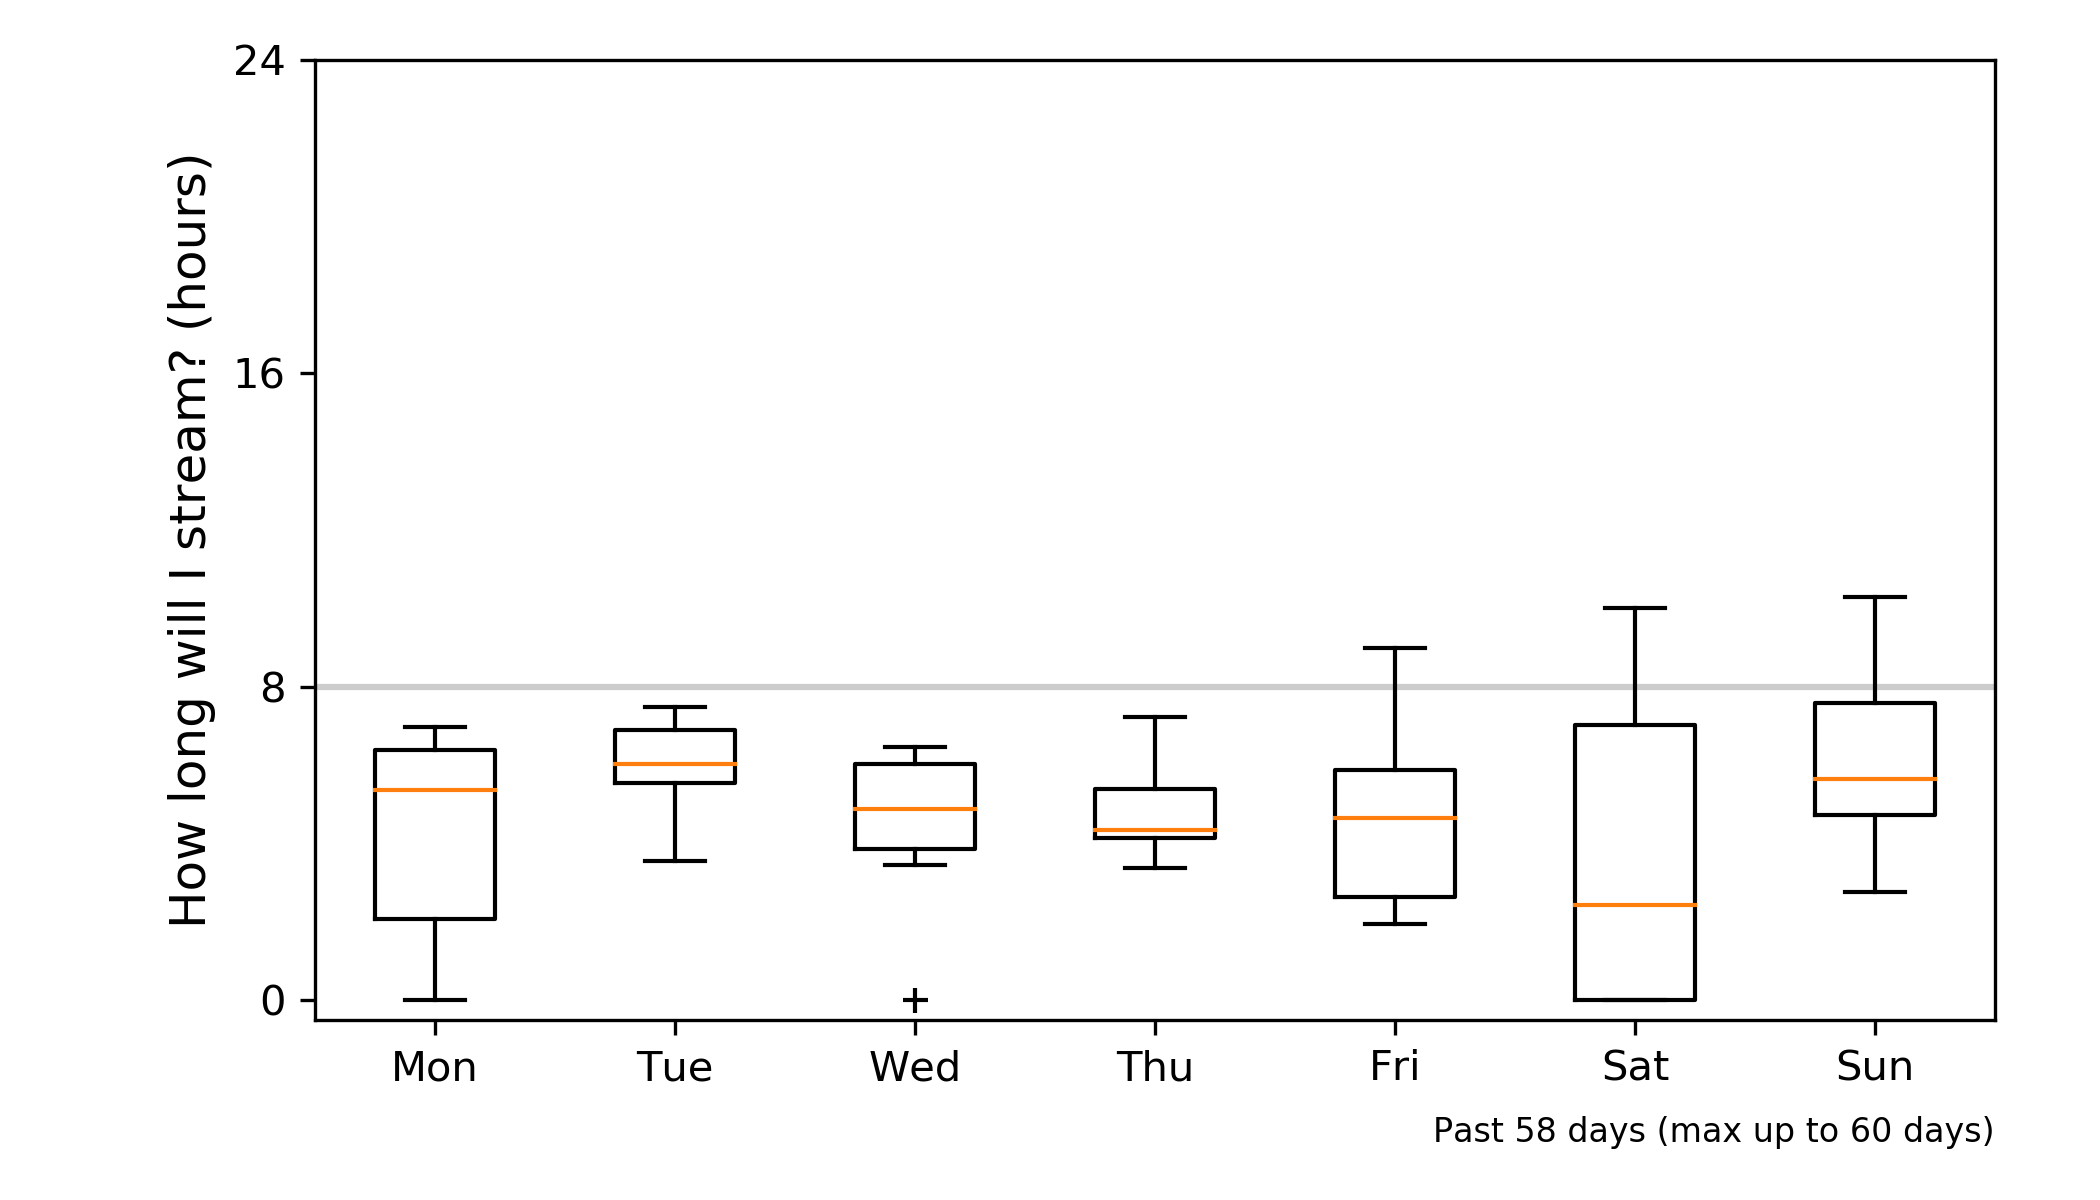 How long will I stream? (hours)
24
16
8
0
Mon Tue Wed Thu Fri Sat Sun
Past 58 days (max up to 60 days)